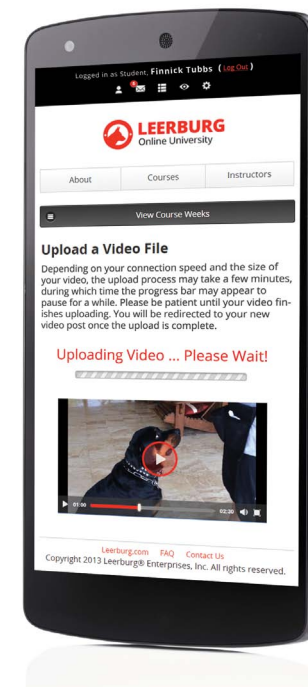 Logged in as Student, Finnick Tubbs ( Log Out )
LEERBURG
Online University
About Courses Instructors
View Course Weeks
Upload a Video File
Depending on your connection speed and the size of
your video, the upload process may take a few minutes,
during which time the progress bar may appear to
pause for a while. Please be patient until your video fin-
ishes uploading. You will be redirected to your new
video post once the upload is complete.
Uploading Video ... Please Wait!
01:00 02:30
Leerburg.com FAQ Contact Us
Copyright 2013 Leerburg® Enterprises, Inc. All rights reserved.